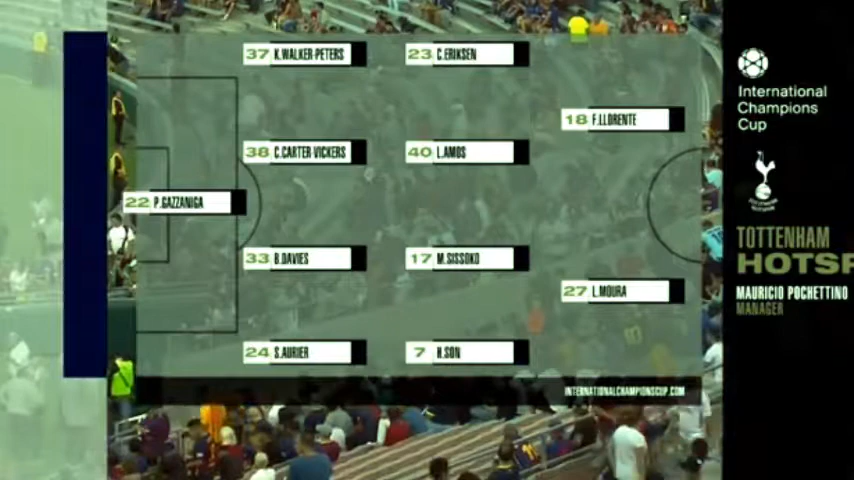 37 K.WALKER-PETERS
23 C.ERIKSEN
18 F.LLORENTE
38 C.CARTER-VICKERS
40 L.AMOS
22 P.GAZZANIGA
33 B.DAVIES
17 M.SISSOKO
27 L.MOURA
24 S.AURIER
7 H.SON
INTERNATIONALCHAMPIONSCUP.COM
International
Champions
Cup
TOTTENHAM
HOTSP
MAURICIO POCHETTINO
MANAGER